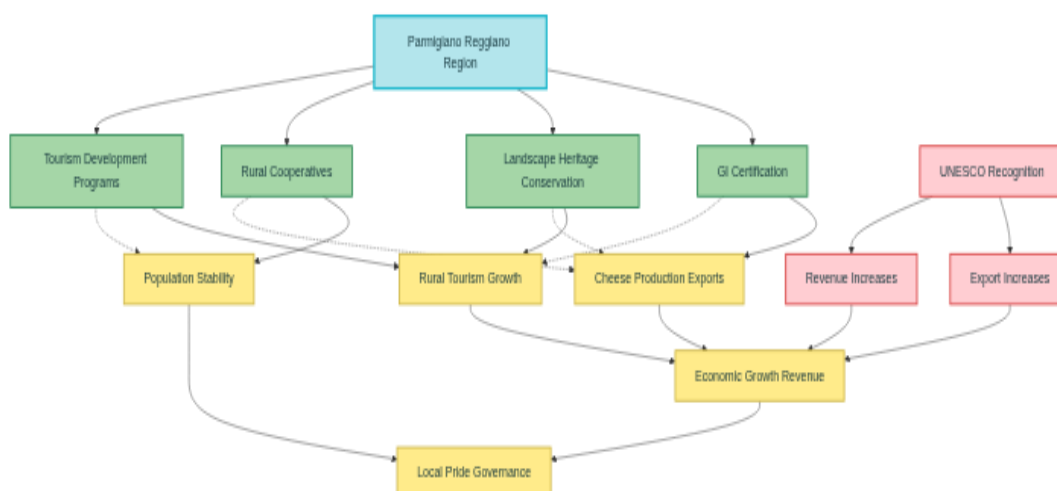 Parmigiano Reggiano
Region
Tourism Development
Programs
Rural Cooperatives
Landscape Heritage
Conservation
GI Certification
UNESCO Recognition
Population Stability
Rural Tourism Growth
Cheese Production Exports
Revenue Increases
Export Increases
Economic Growth Revenue
Local Pride Governance